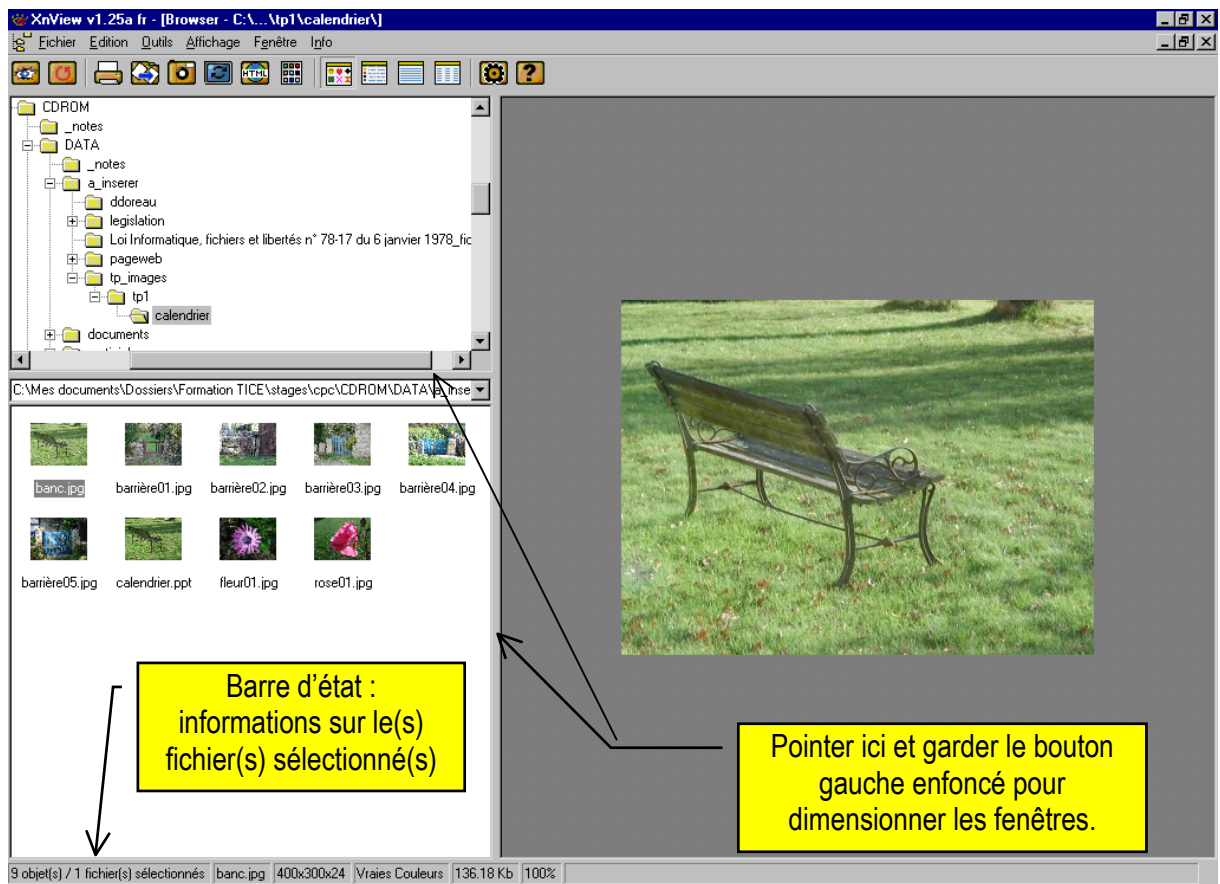 XnView v1.25a fr - [Browser - C:\...\tp1\calendrier\]
Fichier Edition Outils Affichage Fenêtre Info
HTML
?
CDROM
_notes
DATA
_notes
a_inserer
ddoreau
legislation
Loi Informatique, fichiers et libertés n° 78-17 du 6 janvier 1978_fic
pageweb
tp_images
tp1
calendrier
documents
C:\Mes documents\Dossiers\Formation TICE\stages\cpc\CDROM\DATA\a_inse
banc.jpg barrière01.jpg barrière02.jpg barrière03.jpg barrière04.jpg
barrière05.jpg calendrier.ppt fleur01.jpg rose01.jpg
Barre d’état :
informations sur le(s)
fichier(s) sélectionné(s)
Pointer ici et garder le bouton
gauche enfoncé pour
dimensionner les fenêtres.
9 objet(s) / 1 fichier(s) sélectionnés banc.jpg 400x300x24 Vraies Couleurs 136.18 Kb 100%